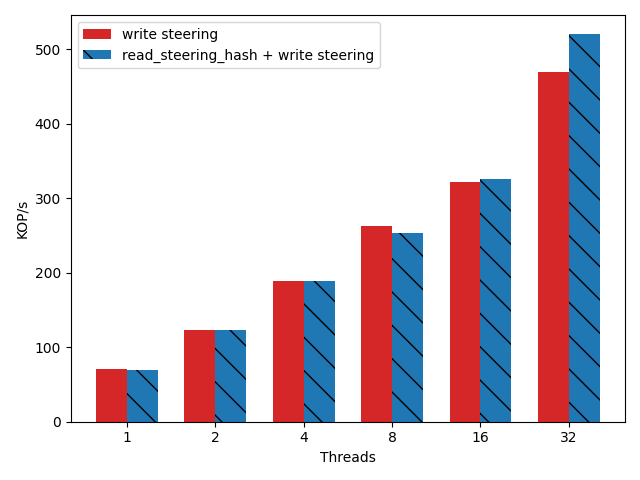 write steering
read_steering_hash + write steering
KOP/s
500
400
300
200
100
0
1 2 4 8 16 32
Threads